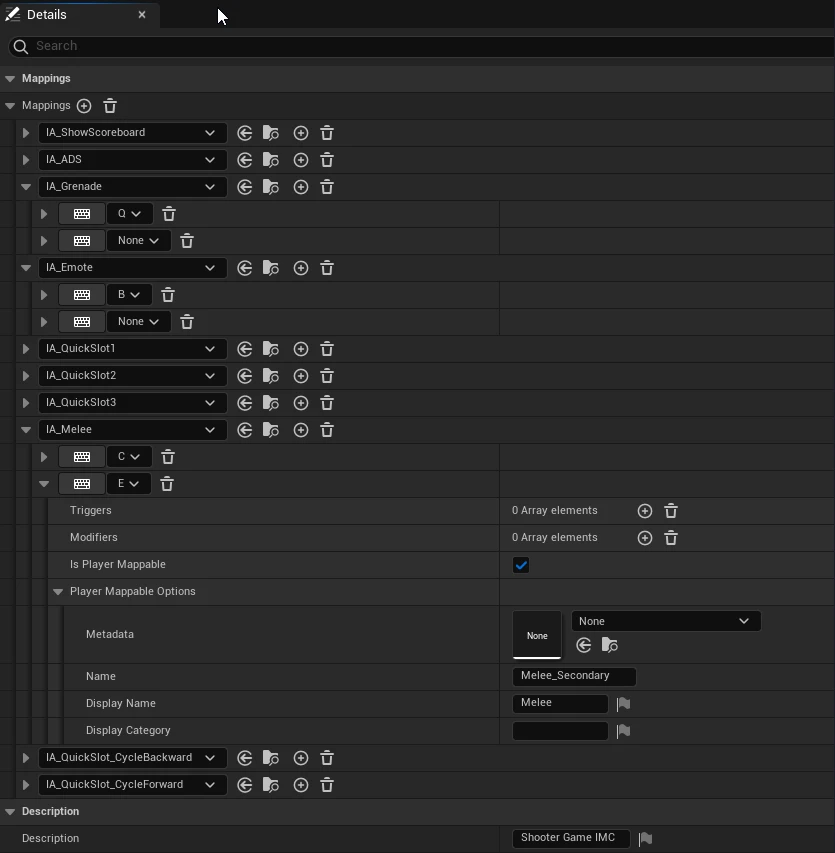 Details
Search
Mappings
Mappings
IA_ShowScoreboard
IA_ADS
IA_Grenade
Q
None
IA_Emote
B
None
IA_QuickSlot1
IA_QuickSlot2
IA_QuickSlot3
IA_Melee
C
E
Triggers 0 Array elements
Modifiers 0 Array elements
Is Player Mappable
Player Mappable Options
Metadata None None
Name Melee_Secondary
Display Name Melee
Display Category
IA_QuickSlot_CycleBackward
IA_QuickSlot_CycleForward
Description
Description Shooter Game IMC